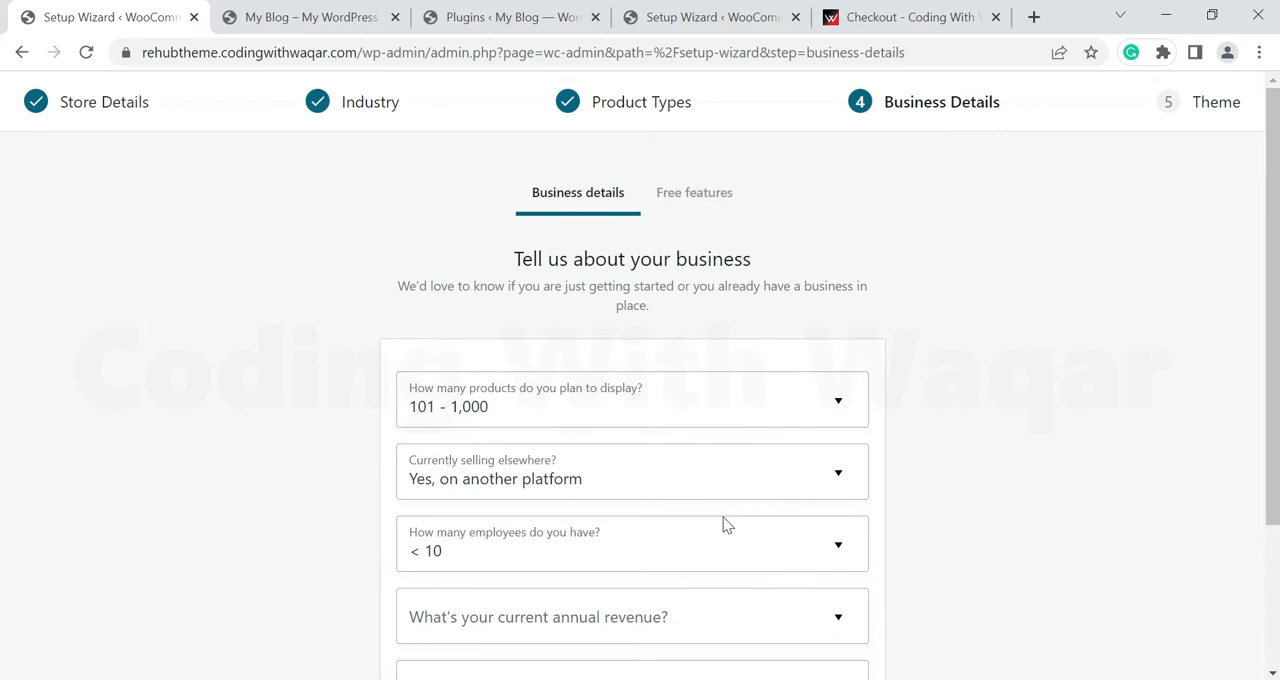 Setup Wizard ‹ WooComm
My Blog – My WordPress
Plugins ‹ My Blog — Wor
Setup Wizard ‹ WooComm
Checkout - Coding With
rehubtheme.codingwithwaqar.com/wp-admin/admin.php?page=wc-admin&path=%2Fsetup-wizard&step=business-details
Store Details
Industry
Product Types
4 Business Details
5 Theme
Business details
Free features
Tell us about your business
We'd love to know if you are just getting started or you already have a business in
place.
Coding With Waqar
How many products do you plan to display?
101 - 1,000
Currently selling elsewhere?
Yes, on another platform
How many employees do you have?
< 10
What's your current annual revenue?